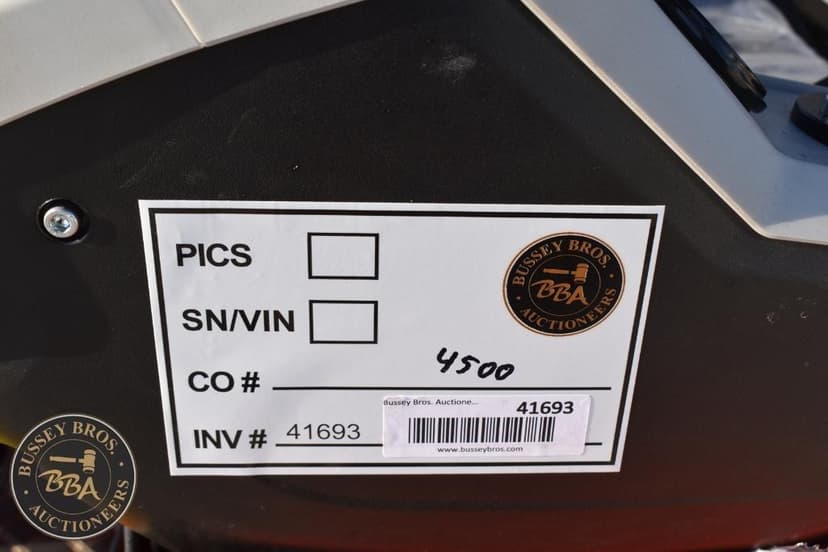 PICS
BUSSEY BROS.
BBA
AUCTIONEERS
SN/VIN
CO # 4500
Bussey Bros. Auctione... 41693
INV # 41693
www.busseybros.com
BUSSEY BROS.
BBA
AUCTIONEERS